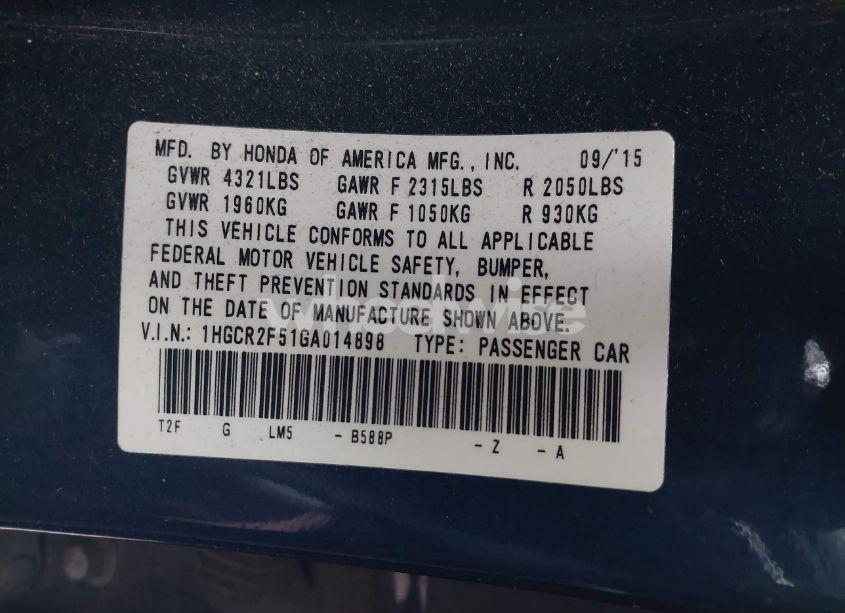 MFD. BY HONDA OF AMERICA MFG., INC. 09/'15
GVWR 4321LBS GAWR F 2315LBS R 2050LBS
GVWR 1960KG GAWR F 1050KG R 930KG
THIS VEHICLE CONFORMS TO ALL APPLICABLE
FEDERAL MOTOR VEHICLE SAFETY, BUMPER,
AND THEFT PREVENTION STANDARDS IN EFFECT
ON THE DATE OF MANUFACTURE SHOWN ABOVE.
V.I.N.: 1HGCR2F51GA014898 TYPE: PASSENGER CAR
T2F G LM5 - B588P - Z - A
wheelwise